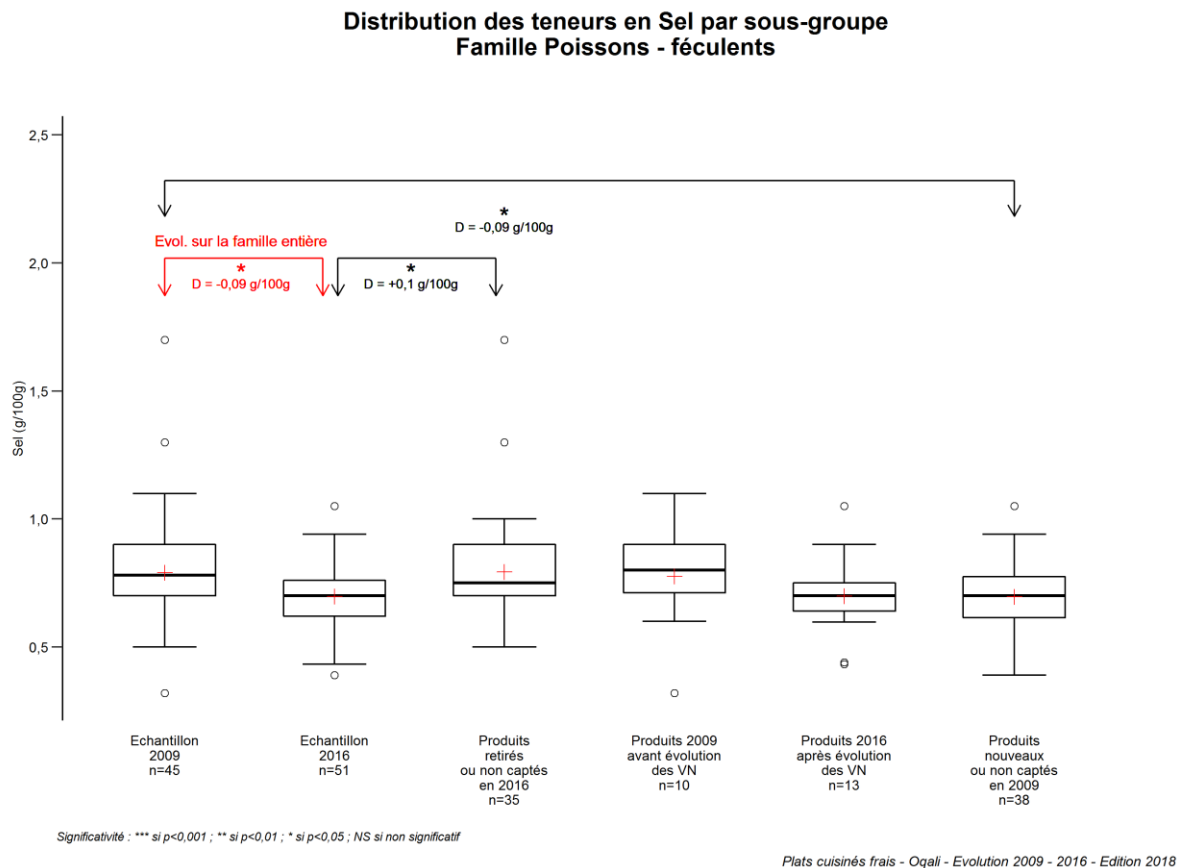 Distribution des teneurs en Sel par sous-groupe
Famille Poissons - féculents
Sel (g/100g)
2,5
2,0
1,5
1,0
0,5
*
D = -0,09 g/100g
Evol. sur la famille entière
*
D = -0,09 g/100g
*
D = +0,1 g/100g
Echantillon
2009
n=45
Echantillon
2016
n=51
Produits
retirés
ou non captés
en 2016
n=35
Produits 2009
avant évolution
des VN
n=10
Produits 2016
après évolution
des VN
n=13
Produits
nouveaux
ou non captés
en 2009
n=38
Significativité : *** si p<0,001 ; ** si p<0,01 ; * si p<0,05 ; NS si non significatif
Plats cuisinés frais - Oqali - Evolution 2009 - 2016 - Edition 2018